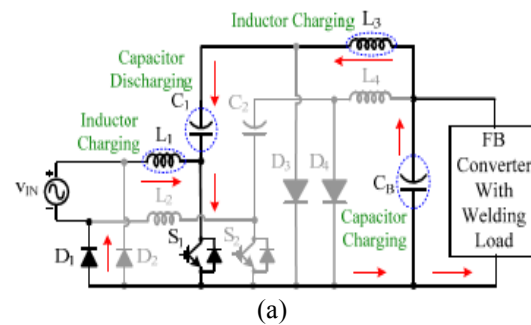 Inductor Charging L3
Capacitor
Discharging
L4
C1 C2
Inductor
Charging
L1
FB
Converter
With
Welding
Load
vIN
D3 D4
CB
L2
Capacitor
Charging
D1 D2 S1 S2
(a)